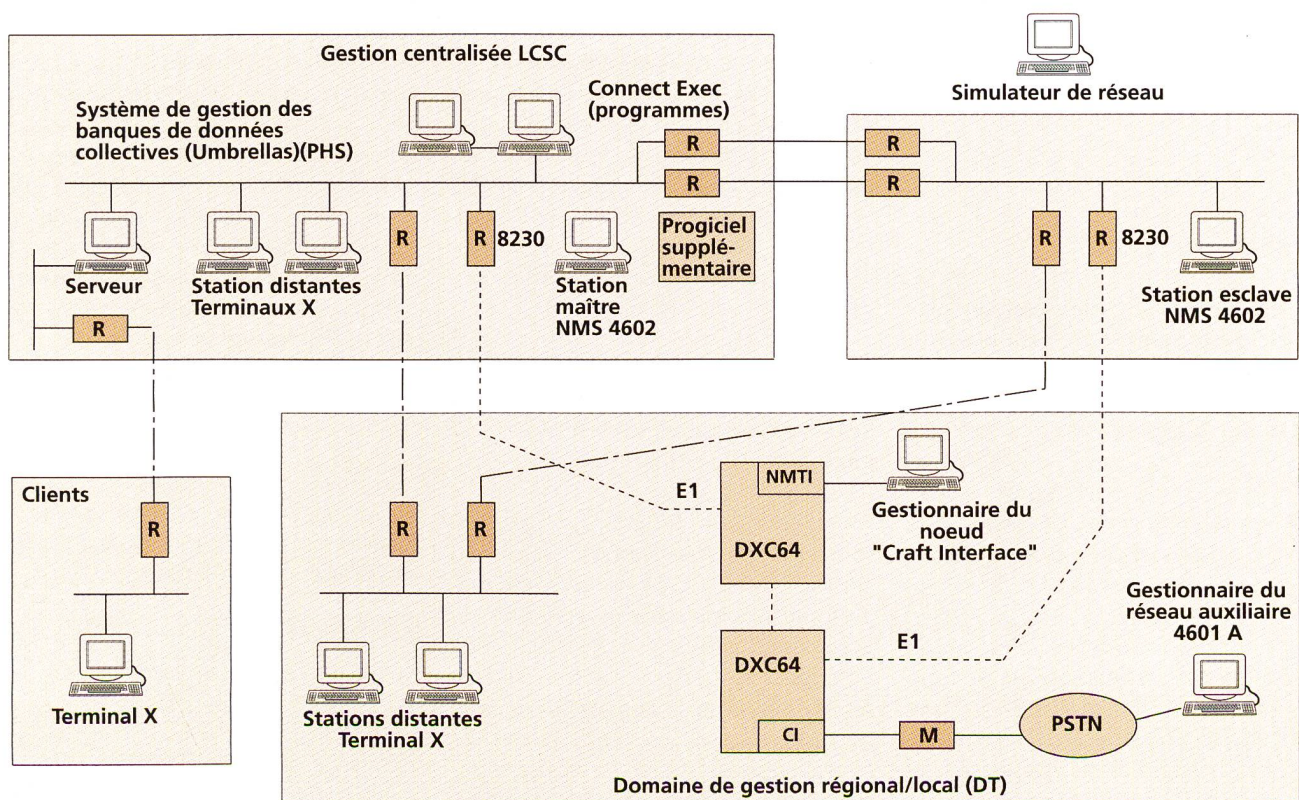 Gestion centralisée LCSC
Simulateur de réseau
Système de gestion des
banques de données
collectives (Umbrellas)(PHS)
Connect Exec
(programmes)
R
R
R
R
R
R 8230
R
R 8230
Serveur
R
Station distantes
Terminaux X
Station
maître
NMS 4602
Progiciel
supplé-
mentaire
Station esclave
NMS 4602
Clients
R
Terminal X
R
R
Stations distantes
Terminal X
E1
NMTI
DXC64
Gestionnaire du
noeud
"Craft Interface"
DXC64
CI
E1
M
PSTN
Gestionnaire du
réseau auxiliaire
4601 A
Domaine de gestion régional/local (DT)